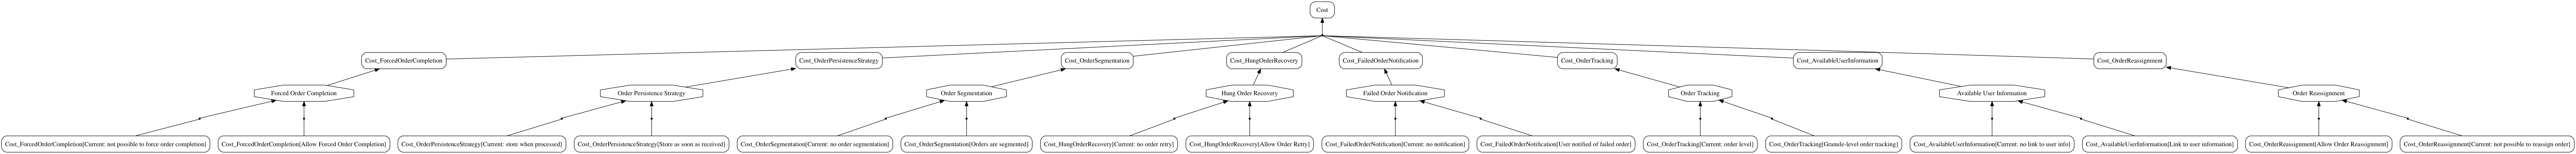 Cost
Cost_ForcedOrderCompletion
Cost_OrderPersistenceStrategy
Cost_OrderSegmentation
Cost_HungOrderRecovery
Cost_FailedOrderNotification
Cost_OrderTracking
Cost_AvailableUserInformation
Cost_OrderReassignment
Forced Order Completion
Order Persistence Strategy
Order Segmentation
Hung Order Recovery
Failed Order Notification
Order Tracking
Available User Information
Order Reassignment
Cost_ForcedOrderCompletion[Current: not possible to force order completion]
Cost_ForcedOrderCompletion[Allow Forced Order Completion]
Cost_OrderPersistenceStrategy[Current: store when processed]
Cost_OrderPersistenceStrategy[Store as soon as received]
Cost_OrderSegmentation[Current: no order segmentation]
Cost_OrderSegmentation[Orders are segmented]
Cost_HungOrderRecovery[Current: no order retry]
Cost_HungOrderRecovery[Allow Order Retry]
Cost_FailedOrderNotification[Current: no notification]
Cost_FailedOrderNotification[User notified of failed order]
Cost_OrderTracking[Current: order level]
Cost_OrderTracking[Granule-level order tracking]
Cost_AvailableUserInformation[Current: no link to user info]
Cost_AvailableUserInformation[Link to user information]
Cost_OrderReassignment[Allow Order Reassignment]
Cost_OrderReassignment[Current: not possible to reassign order]